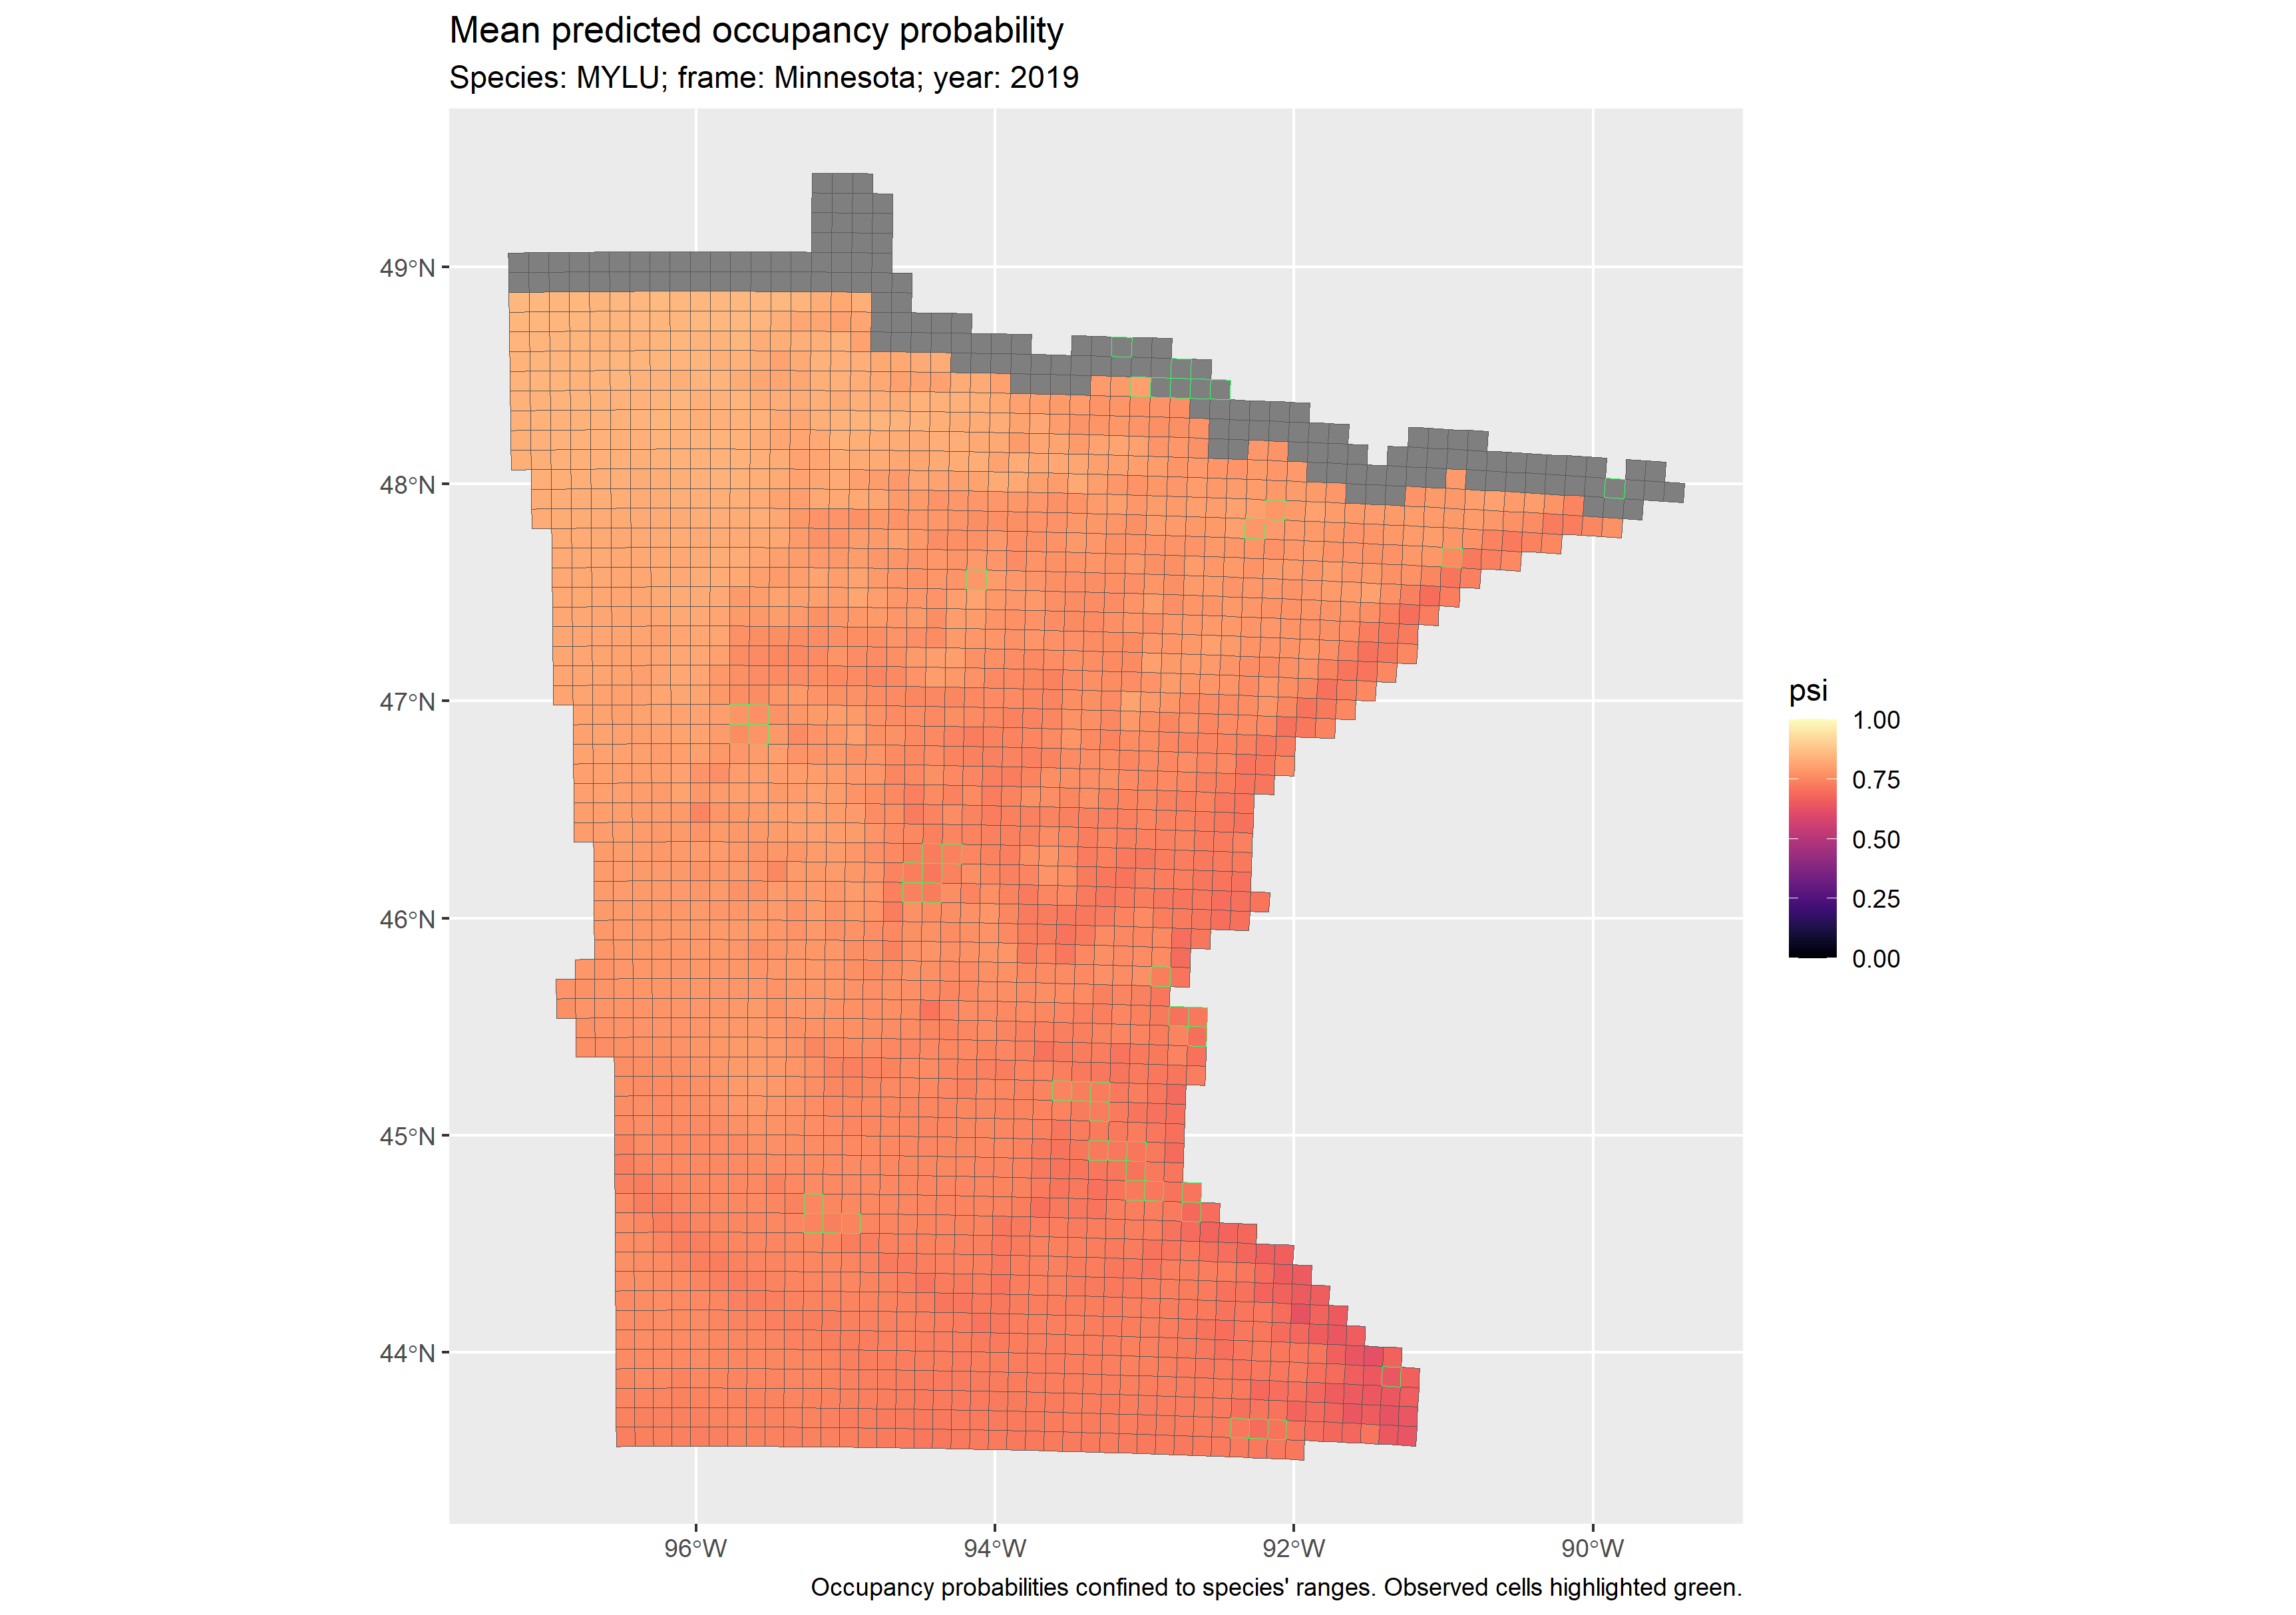 Mean predicted occupancy probability
Species: MYLU; frame: Minnesota; year: 2019
49°N
48°N
47°N
46°N
45°N
44°N
96°W
94°W
92°W
90°W
psi
1.00
0.75
0.50
0.25
0.00
Occupancy probabilities confined to species' ranges. Observed cells highlighted green.